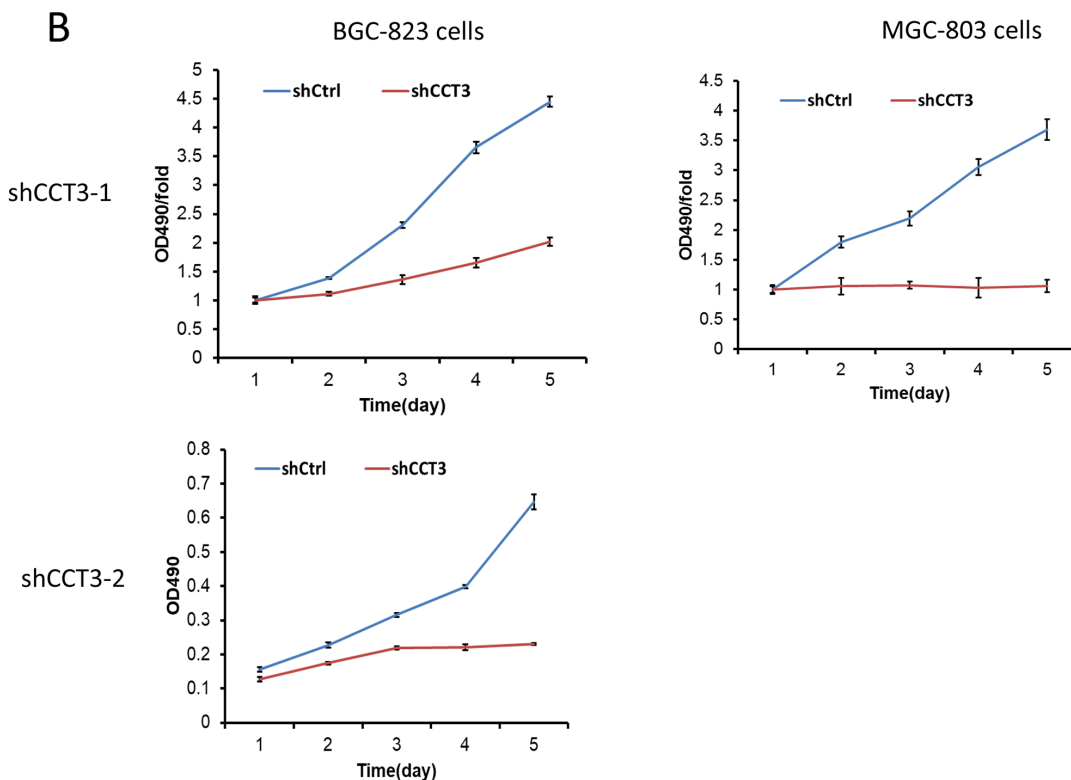 B
BGC-823 cells
MGC-803 cells
shCCT3-1
5
4.5
4
3.5
3
2.5
2
1.5
1
0.5
0
OD490/fold
shCtrl shCCT3
1 2 3 4 5
Time(day)
4.5
4
3.5
3
2.5
2
1.5
1
0.5
0
OD490/fold
shCtrl shCCT3
1 2 3 4 5
Time(day)
shCCT3-2
0.8
0.7
0.6
0.5
0.4
0.3
0.2
0.1
0
OD490
shCtrl shCCT3
1 2 3 4 5
Time(day)